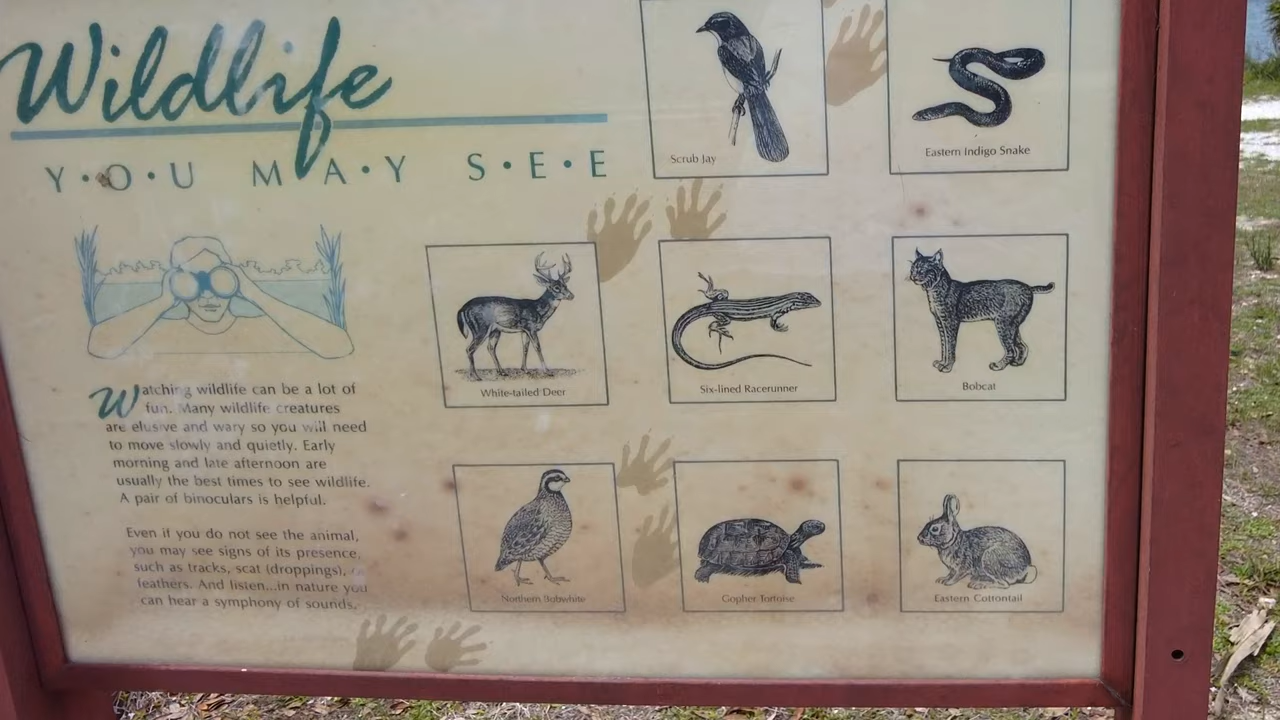 Wildlife
Y·O·U M·A·Y S·E·E
Watching wildlife can be a lot of
fun. Many wildlife creatures
are elusive and wary so you will need
to move slowly and quietly. Early
morning and late afternoon are
usually the best times to see wildlife.
A pair of binoculars is helpful.
Even if you do not see the animal,
you may see signs of its presence,
such as tracks, scat (droppings),
feathers. And listen...in nature you
can hear a symphony of sounds.
Scrub Jay
Eastern Indigo Snake
White-tailed Deer
Six-lined Racerunner
Bobcat
Northern Bobwhite
Gopher Tortoise
Eastern Cottontail